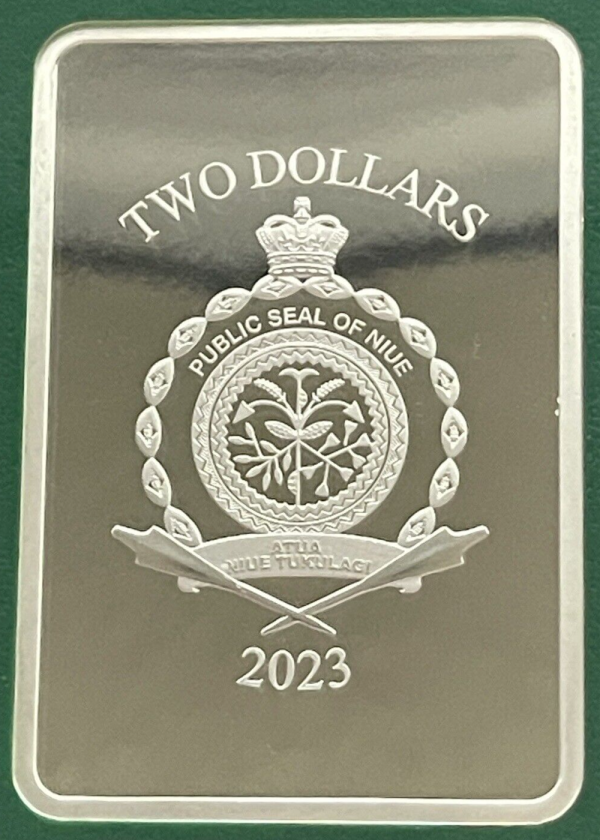 TWO DOLLARS
PUBLIC SEAL OF NIUE
ATUA
NIUE TUKULAGI
2023